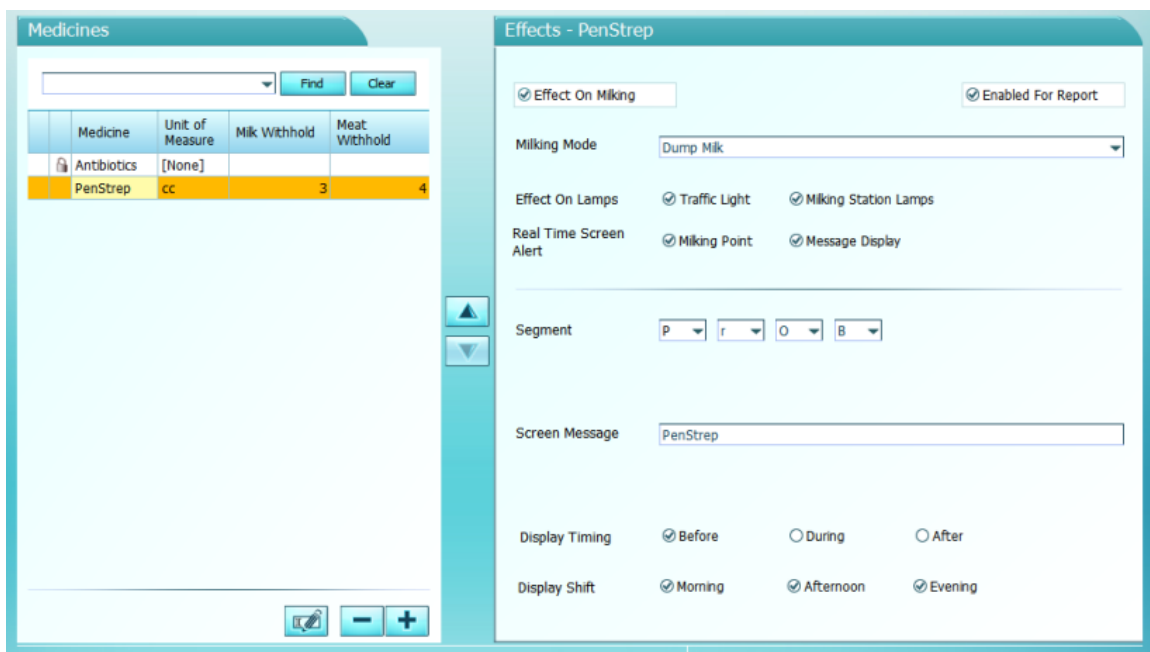 Medicines
Find Clear
Medicine Unit of Measure Milk Withhold Meat Withhold
Antibiotics [None]
PenStrep cc 3 4
Effects - PenStrep
Effect On Milking Enabled For Report
Milking Mode Dump Milk
Effect On Lamps Traffic Light Milking Station Lamps
Real Time Screen Alert Milking Point Message Display
Segment P r O B
Screen Message PenStrep
Display Timing Before During After
Display Shift Morning Afternoon Evening